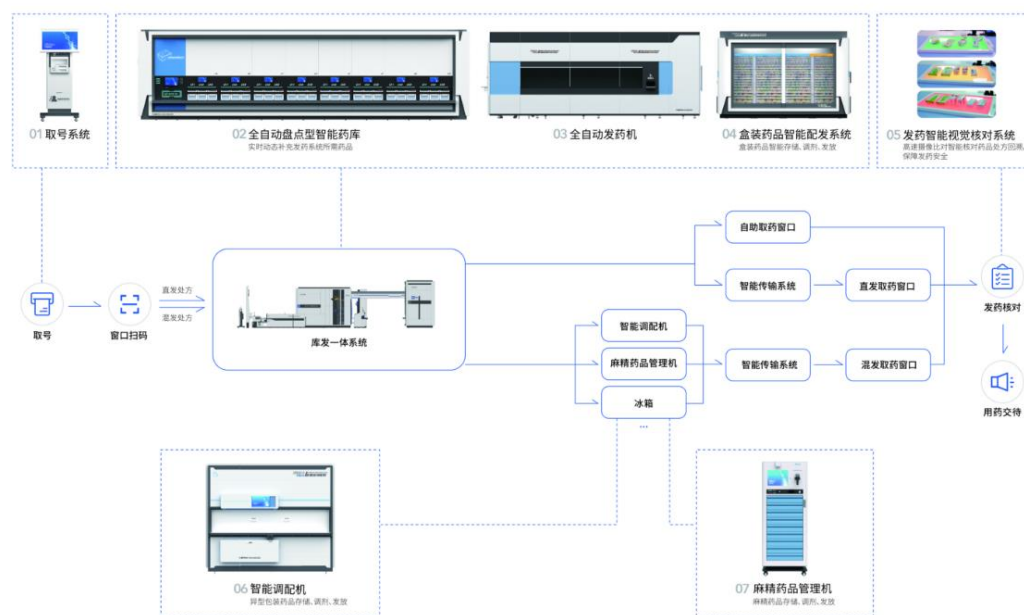 01 取号系统
02 全自动盘点型智能药库
实时动态补充发药系统所需药品
03 全自动发药机
04 盒装药品智能配发系统
盒装药品智能存储、调剂、发放
05 发药智能视觉核对系统
高速摄像比对智能核对药品处方回溯,
保障发药安全
取号
窗口扫码
直发处方
混发处方
库发一体系统
自助取药窗口
智能传输系统
直发取药窗口
智能调配机
麻精药品管理机
冰箱
...
智能传输系统
混发取药窗口
发药核对
用药交待
06 智能调配机
异型包装药品存储、调剂、发放
07 麻精药品管理机
麻精药品存储、调剂、发放